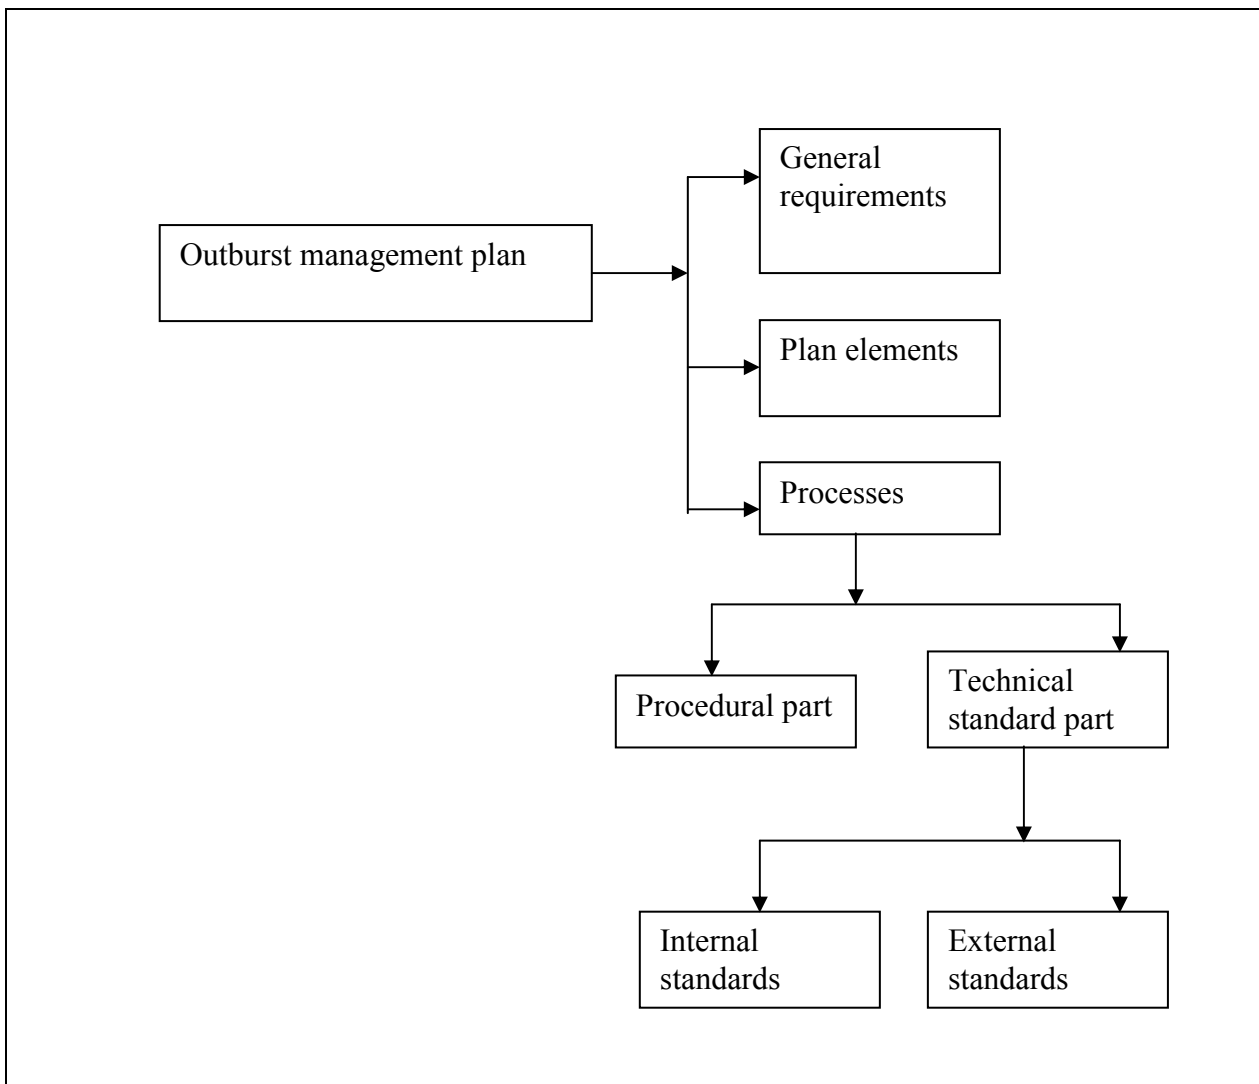 Outburst management plan
General
requirements
Plan elements
Processes
Procedural part
Technical
standard part
Internal
standards
External
standards